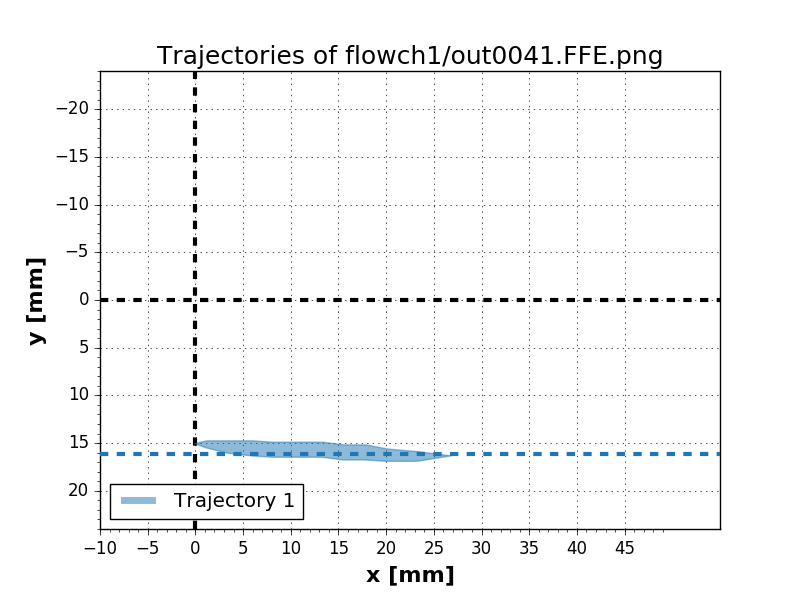 Trajectories of flowch1/out0041.FFE.png
y [mm]
−20
−15
−10
−5
0
5
10
15
20
Trajectory 1
−10 −5 0 5 10 15 20 25 30 35 40 45
x [mm]